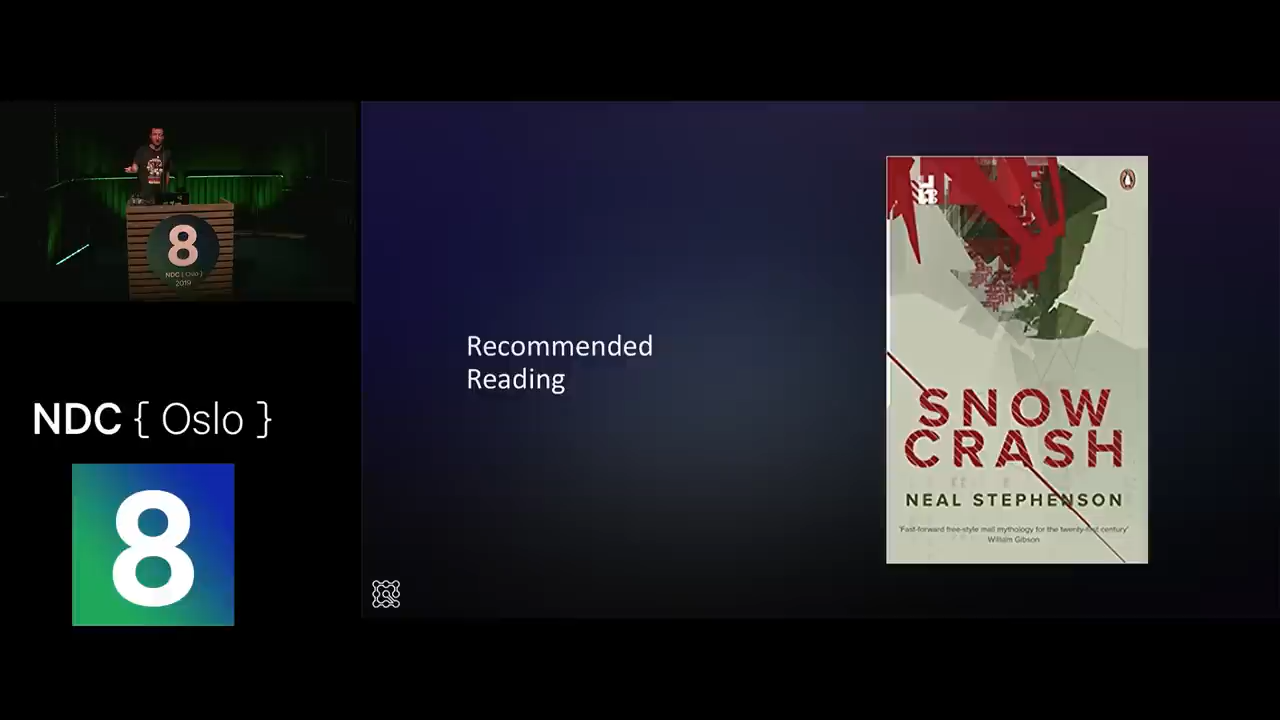 8
NDC { Oslo }
2019
NDC { Oslo }
8
Recommended
Reading
SNOW
CRASH
NEAL STEPHENSON
'Fast-forward free-style mall mythology for the twenty-first century'
William Gibson